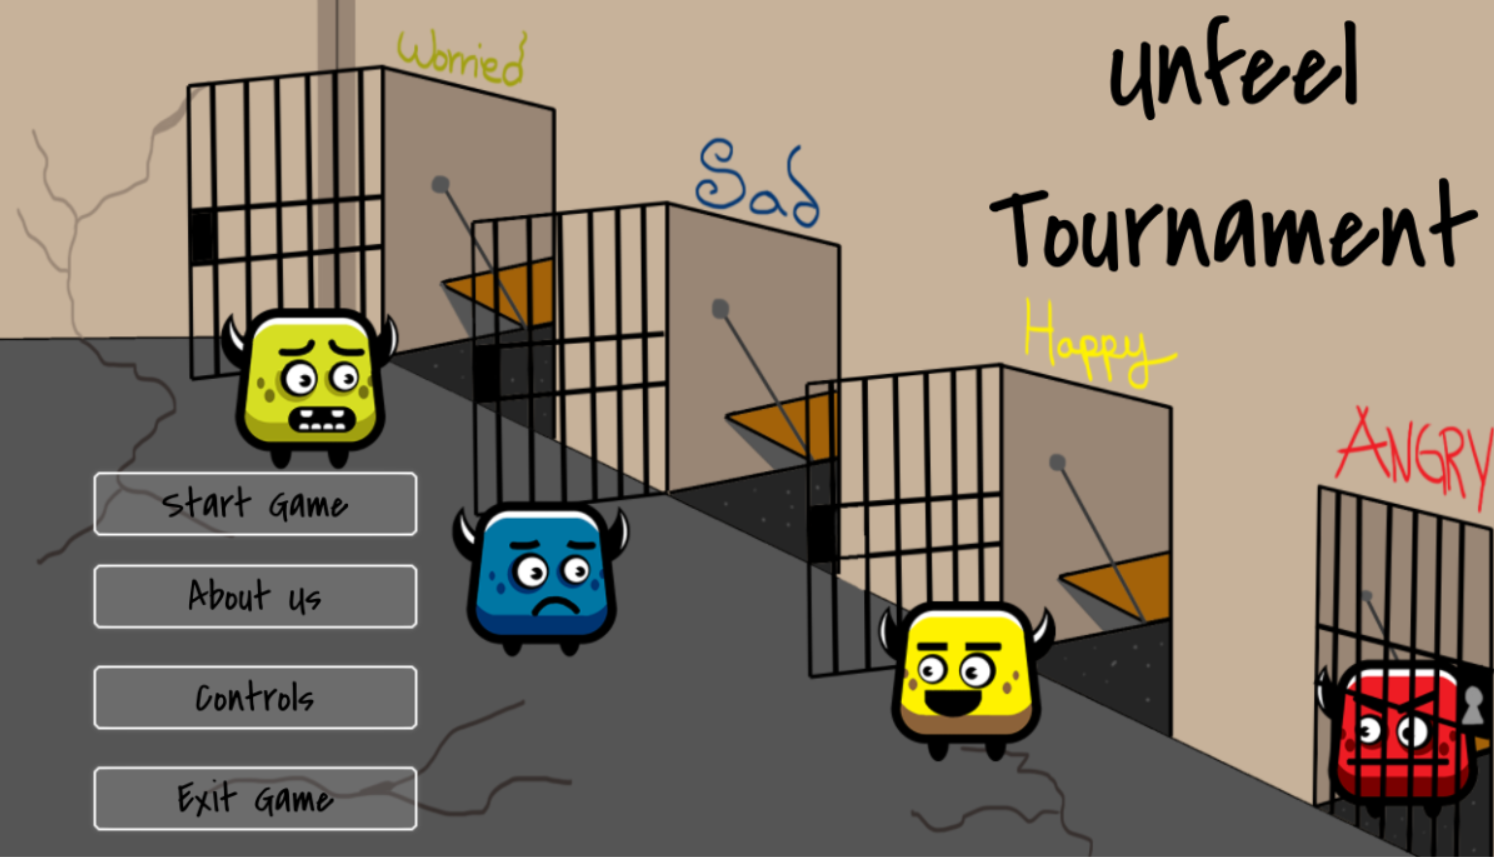 Worried
unfeel
Tournament
Sad
Happy
ANGRY
Start Game
About us
Controls
Exit Game